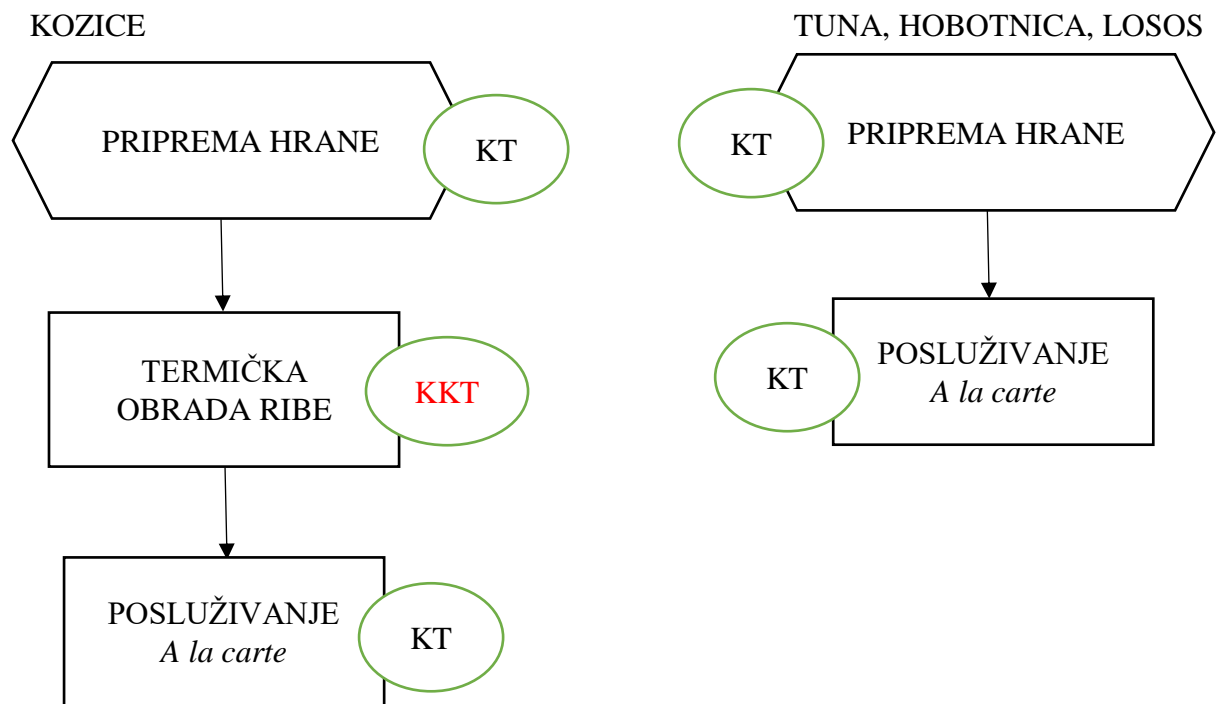 KOZICE
PRIPREMA HRANE
KT
TERMIČKA
OBRADA RIBE
KKT
POSLUŽIVANJE
A la carte
KT
TUNA, HOBOTNICA, LOSOS
KT
PRIPREMA HRANE
KT
POSLUŽIVANJE
A la carte